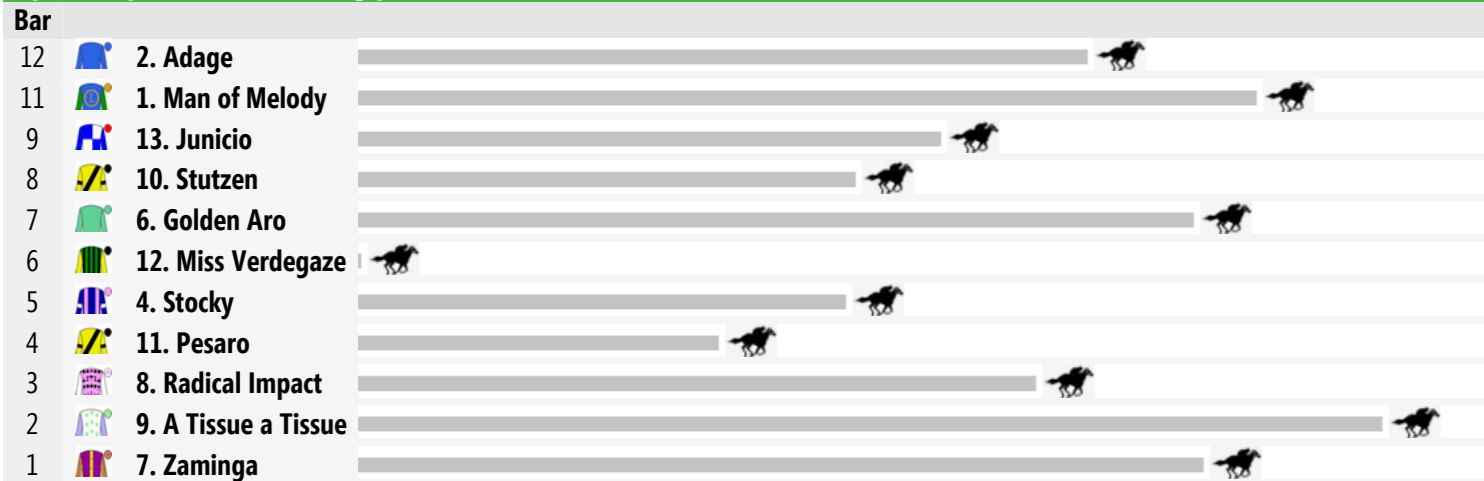 Bar
12 2. Adage
11 1. Man of Melody
9 13. Junicio
8 10. Stutzen
7 6. Golden Aro
6 12. Miss Verdegaze
5 4. Stocky
4 11. Pesaro
3 8. Radical Impact
2 9. A Tissue a Tissue
1 7. Zaminga